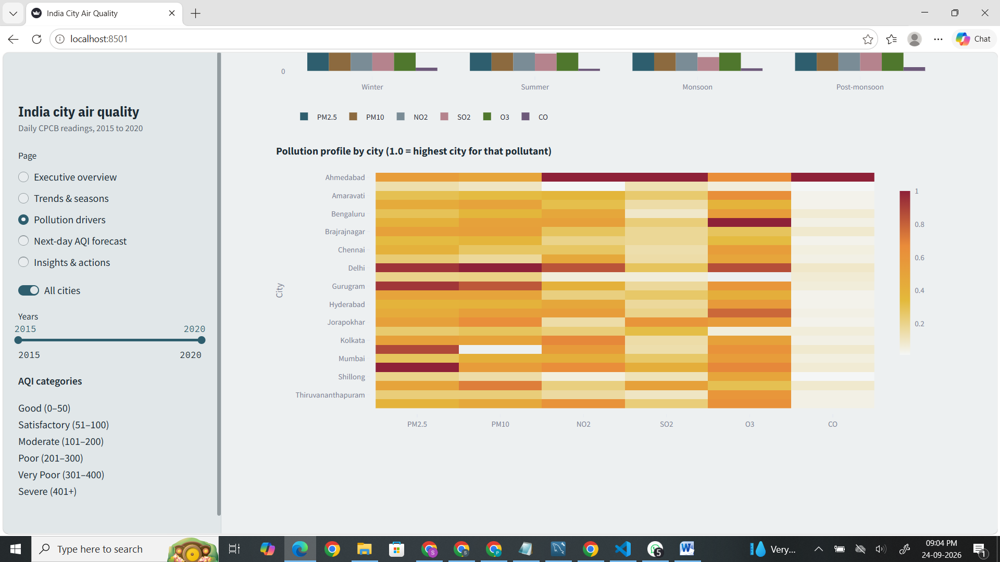 India City Air Quality
localhost:8501
Chat
India city air quality
Daily CPCB readings, 2015 to 2020
Page
Executive overview
Trends & seasons
Pollution drivers
Next-day AQI forecast
Insights & actions
All cities
Years
2015 2020
2015 2020
AQI categories
Good (0–50)
Satisfactory (51–100)
Moderate (101–200)
Poor (201–300)
Very Poor (301–400)
Severe (401+)
0
Winter Summer Monsoon Post-monsoon
PM2.5 PM10 NO2 SO2 O3 CO
Pollution profile by city (1.0 = highest city for that pollutant)
City
Ahmedabad
Amaravati
Bengaluru
Brajrajnagar
Chennai
Delhi
Gurugram
Hyderabad
Jorapokhar
Kolkata
Mumbai
Shillong
Thiruvananthapuram
PM2.5 PM10 NO2 SO2 O3 CO
1
0.8
0.6
0.4
0.2
Type here to search
S
S
P
5
W
Very...
09:04 PM
24-09-2026
1